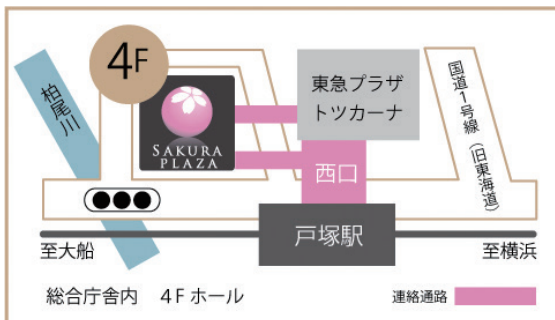 4F
柏尾川
SAKURA
PLAZA
東急プラザ
トツカーナ
国道1号線（旧東海道）
西口
戸塚駅
至大船
至横浜
総合庁舎内　4Fホール
連絡通路